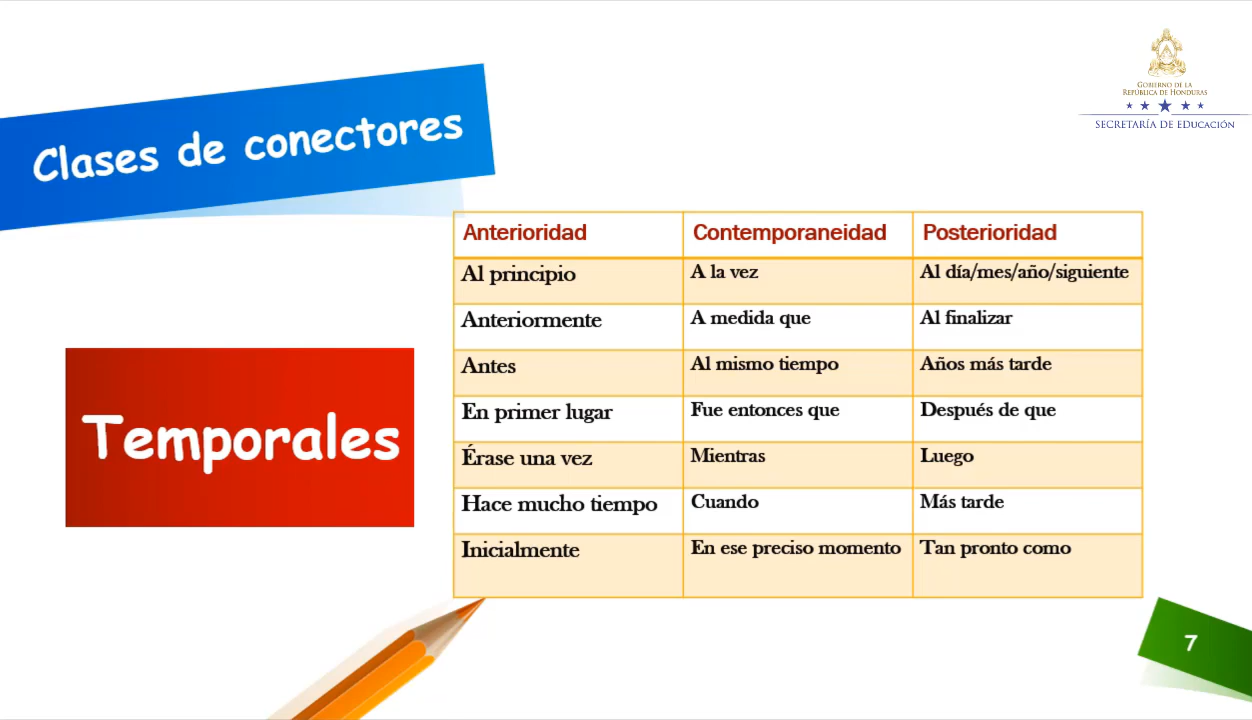 GOBIERNO DE LA
REPÚBLICA DE HONDURAS
SECRETARÍA DE EDUCACIÓN
Clases de conectores
Temporales
Anterioridad Contemporaneidad Posterioridad
Al principio A la vez Al día/mes/año/siguiente
Anteriormente A medida que Al finalizar
Antes Al mismo tiempo Años más tarde
En primer lugar Fue entonces que Después de que
Érase una vez Mientras Luego
Hace mucho tiempo Cuando Más tarde
Inicialmente En ese preciso momento Tan pronto como
7